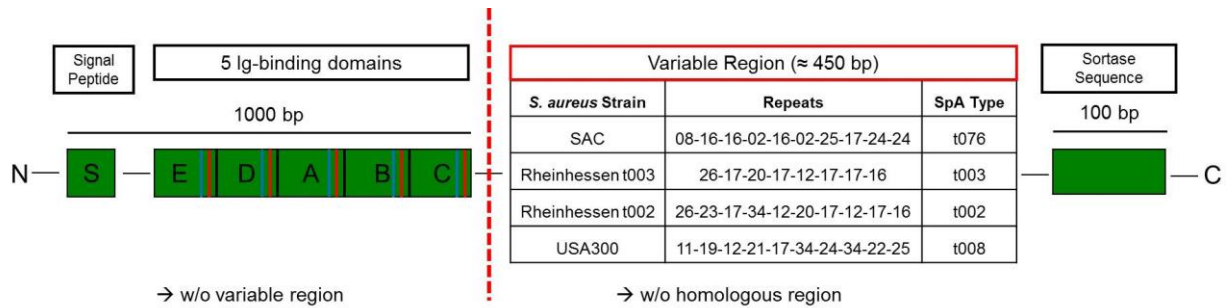 Signal
Peptide
5 Ig-binding domains
1000 bp
N
S
E D A B C
Variable Region (≈ 450 bp)
S. aureus Strain Repeats SpA Type
SAC 08-16-16-02-16-02-25-17-24-24 t076
Rheinhessen t003 26-17-20-17-12-17-17-16 t003
Rheinhessen t002 26-23-17-34-12-20-17-12-17-16 t002
USA300 11-19-12-21-17-34-24-34-22-25 t008
Sortase
Sequence
100 bp
C
→ w/o variable region
→ w/o homologous region